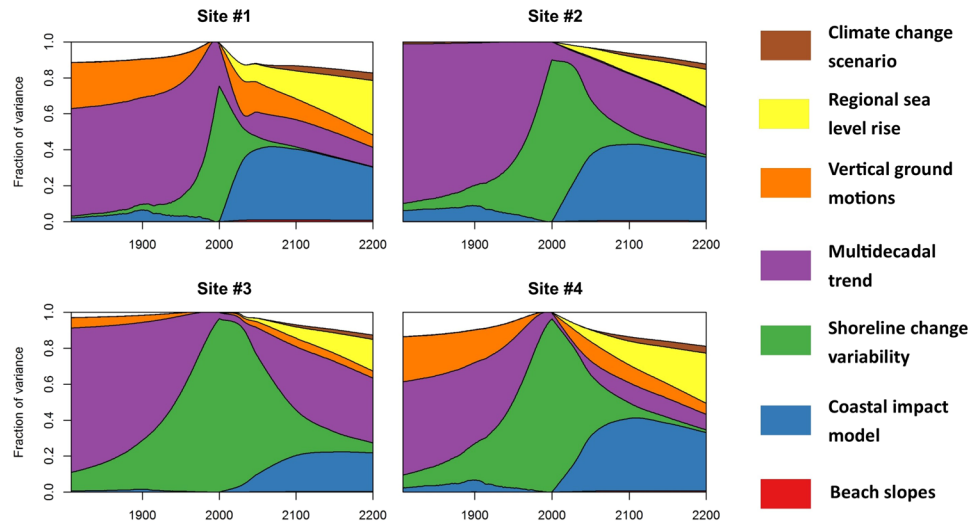 Site #1
Site #2
Fraction of variance
0.0 0.2 0.4 0.6 0.8 1.0
1900 2000 2100 2200
0.0 0.2 0.4 0.6 0.8 1.0
1900 2000 2100 2200
Site #3
Site #4
Fraction of variance
0.0 0.2 0.4 0.6 0.8 1.0
1900 2000 2100 2200
0.0 0.2 0.4 0.6 0.8 1.0
1900 2000 2100 2200
Climate change
scenario
Regional sea
level rise
Vertical ground
motions
Multidecadal
trend
Shoreline change
variability
Coastal impact
model
Beach slopes